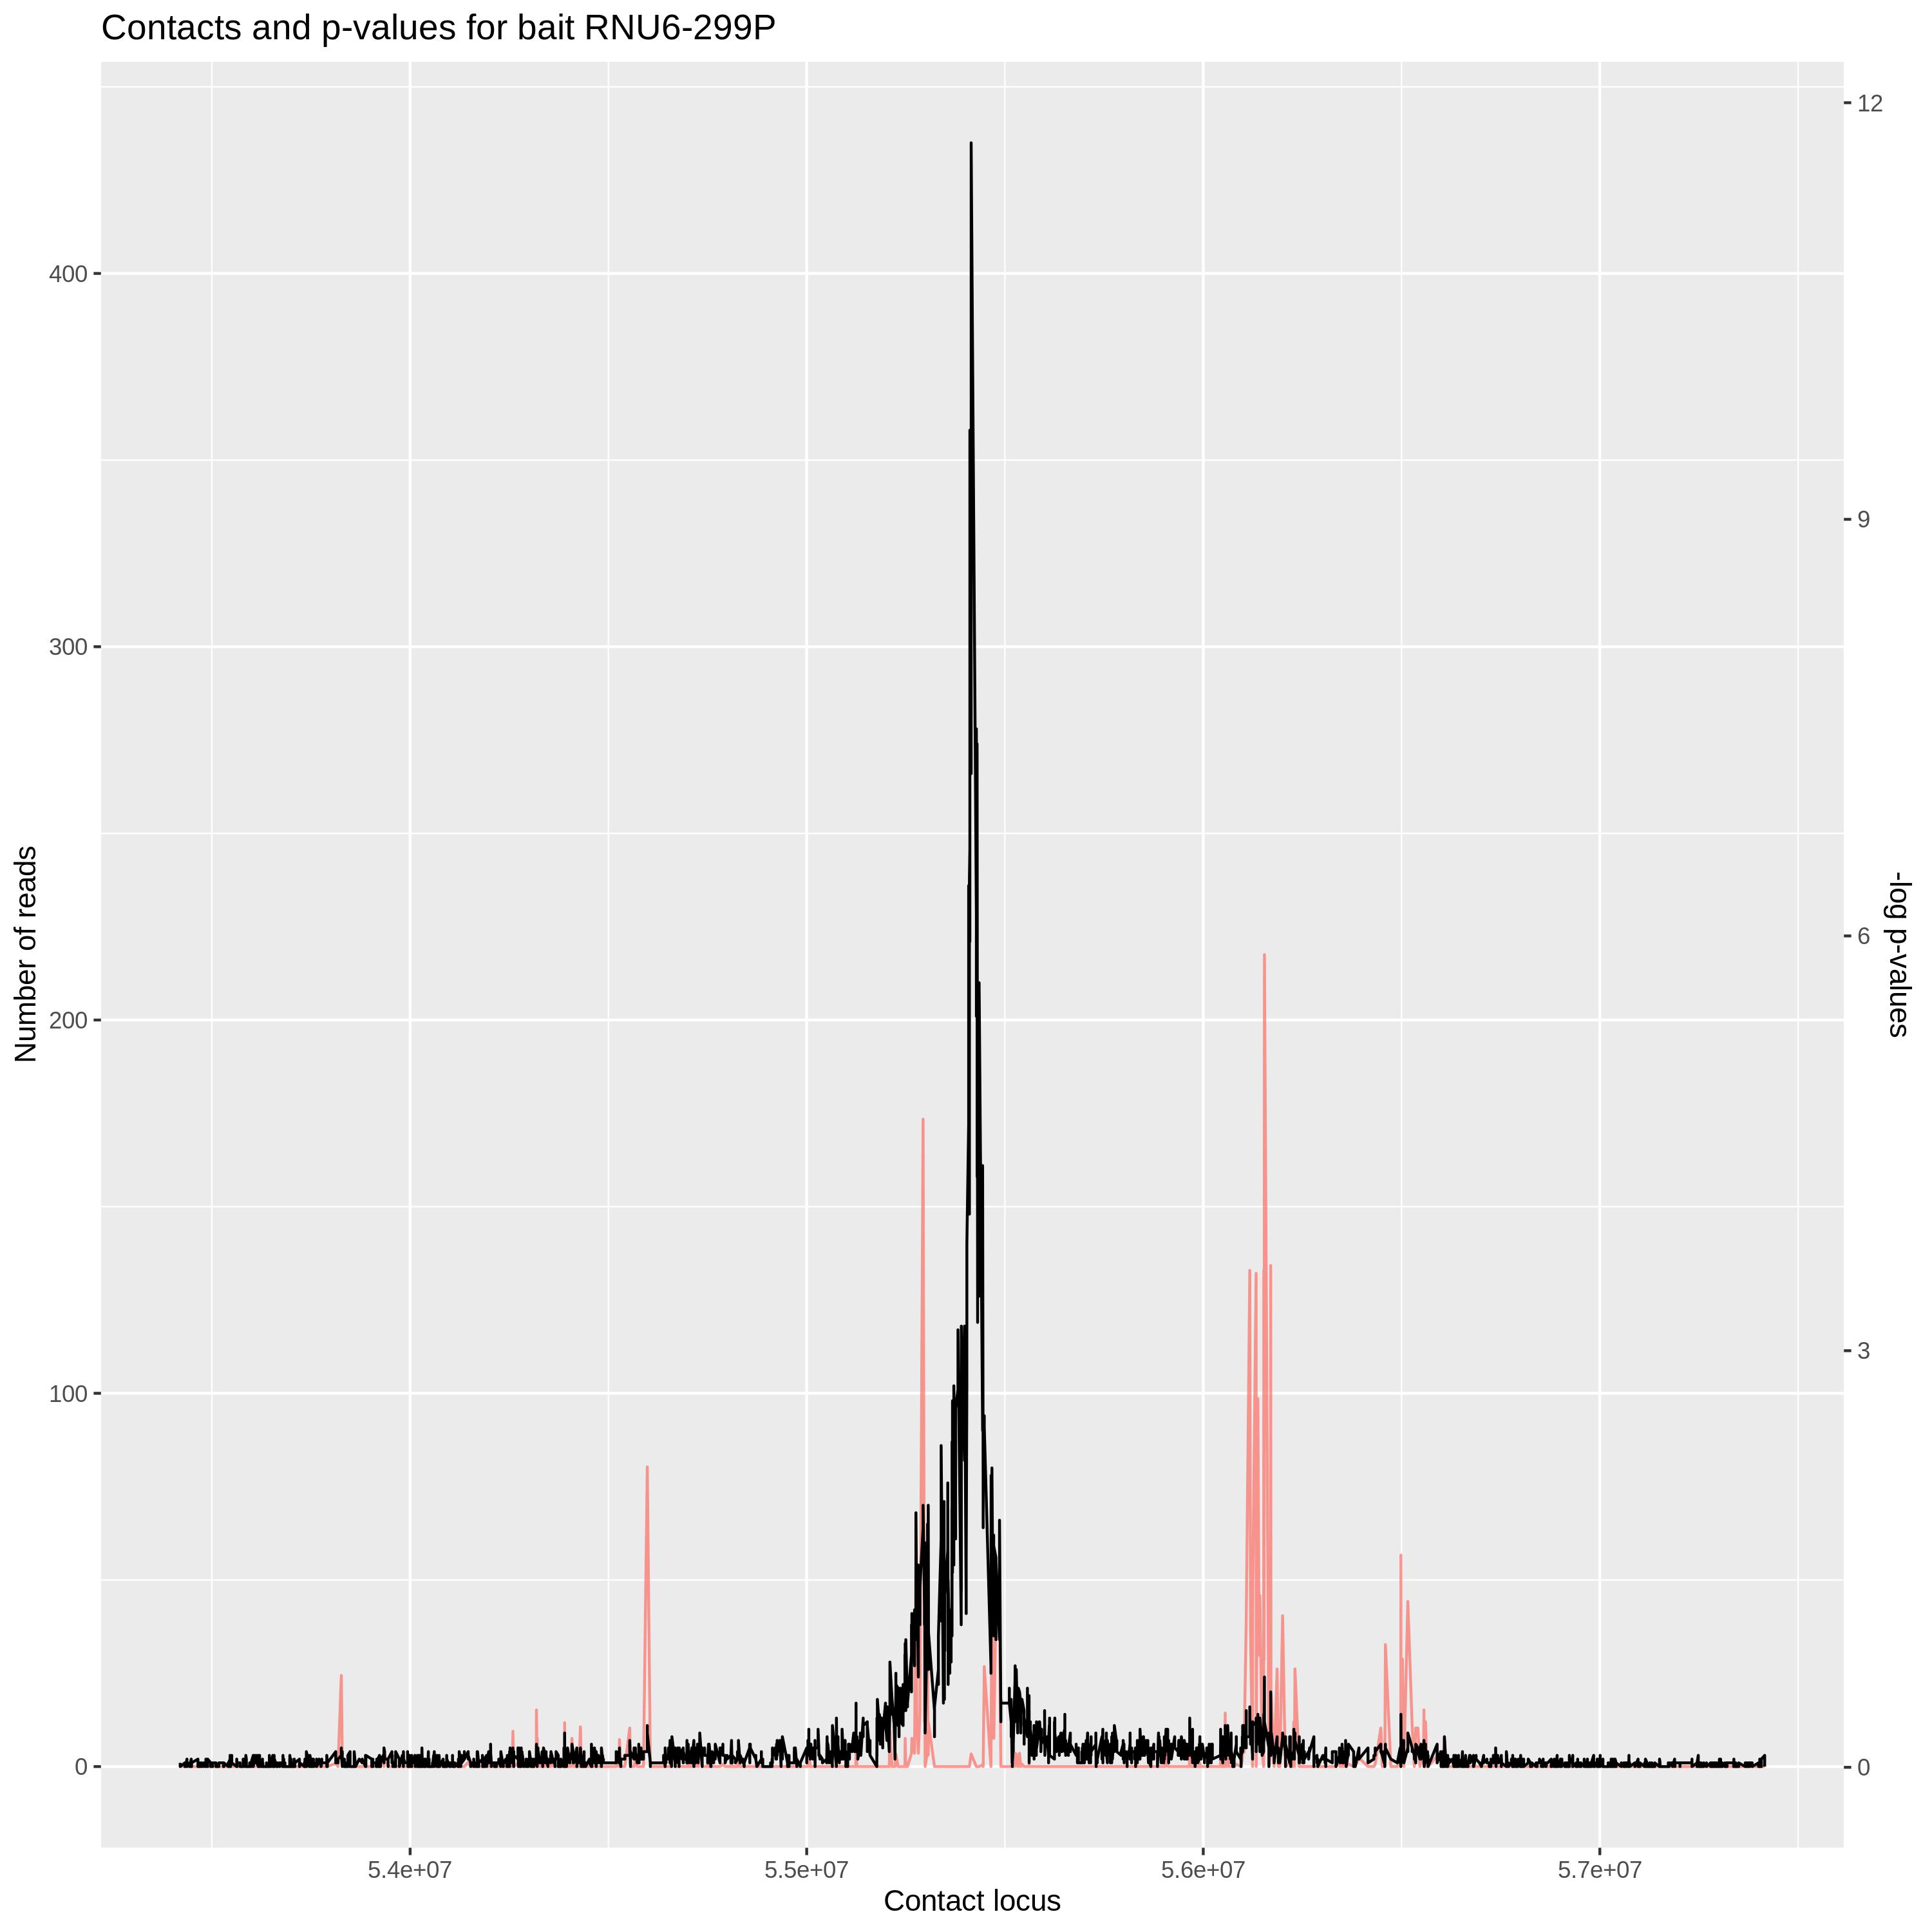 Contacts and p-values for bait RNU6-299P
Number of reads
400
300
200
100
0
12
9
6
3
0
-log p-values
5.4e+07
5.5e+07
5.6e+07
5.7e+07
Contact locus